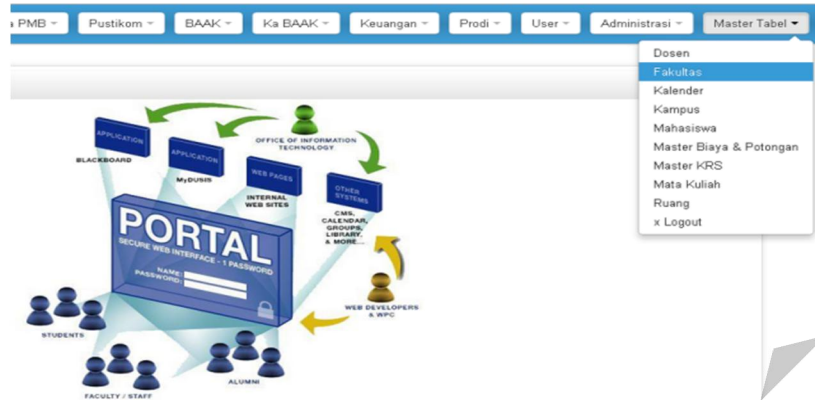 a PMB
Pustikom
BAAK
Ka BAAK
Keuangan
Prodi
User
Administrasi
Master Tabel
Dosen
Fakultas
Kalender
Kampus
Mahasiswa
Master Biaya & Potongan
Master KRS
Mata Kuliah
Ruang
x Logout
OFFICE OF INFORMATION
TECHNOLOGY
APPLICATION
BLACKBOARD
APPLICATION
MyDUSIS
WEB PAGES
INTERNAL
WEB SITES
OTHER
SYSTEMS
CMS,
CALENDAR,
GROUPS,
LIBRARY,
& MORE...
PORTAL
SECURE WEB INTERFACE - 1 PASSWORD
NAME:
PASSWORD:
WEB DEVELOPERS
& WPC
STUDENTS
FACULTY / STAFF
ALUMNI